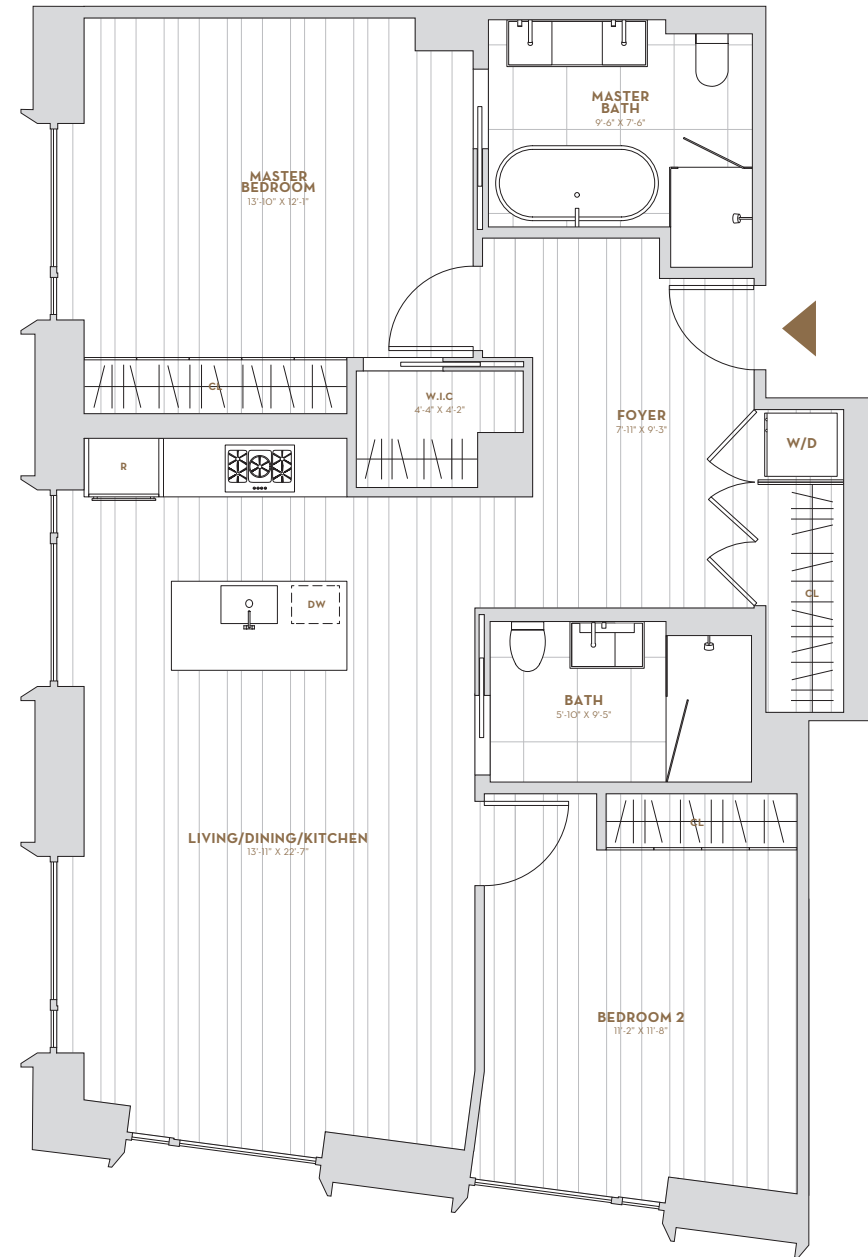 MASTER
BATH
9'-6" X 7'-6"
MASTER
BEDROOM
13'-10" X 12'-1"
CL
W.I.C
4'-4" X 4'-2"
FOYER
7'-11" X 9'-3"
W/D
R
CL
DW
BATH
5'-10" X 9'-5"
CL
LIVING/DINING/KITCHEN
13'-11" X 22'-7"
BEDROOM 2
11'-2" X 11'-8"